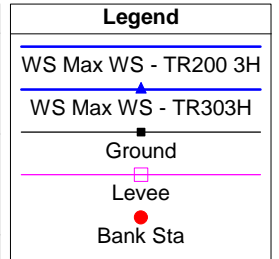 Legend
WS Max WS - TR200 3H
WS Max WS - TR303H
Ground
Levee
Bank Sta